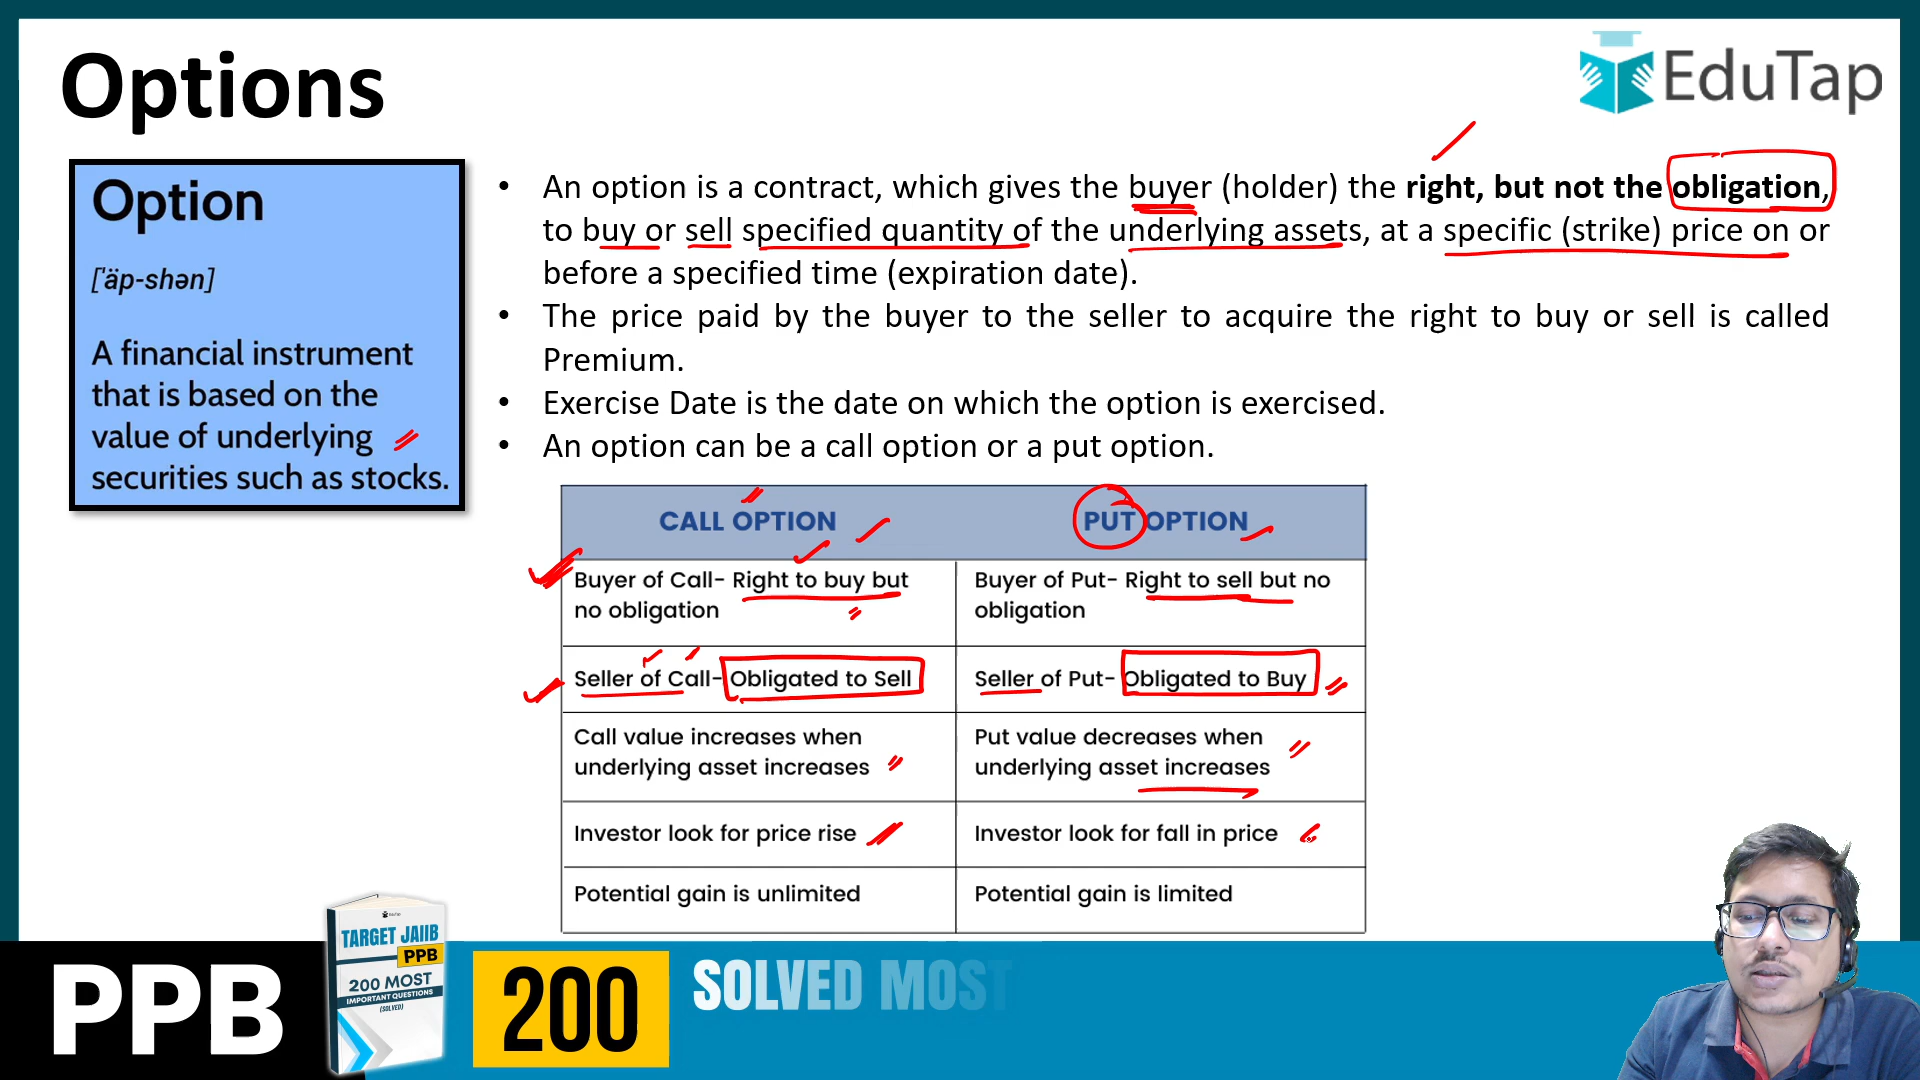 Options
EduTap
Option
['äp-shən]
A financial instrument
that is based on the
value of underlying
securities such as stocks.
• An option is a contract, which gives the buyer (holder) the right, but not the obligation,
to buy or sell specified quantity of the underlying assets, at a specific (strike) price on or
before a specified time (expiration date).
• The price paid by the buyer to the seller to acquire the right to buy or sell is called
Premium.
• Exercise Date is the date on which the option is exercised.
• An option can be a call option or a put option.
CALL OPTION
PUT OPTION
Buyer of Call- Right to buy but
no obligation
Buyer of Put- Right to sell but no
obligation
Seller of Call- Obligated to Sell
Seller of Put- Obligated to Buy
Call value increases when
underlying asset increases
Put value decreases when
underlying asset increases
Investor look for price rise
Investor look for fall in price
Potential gain is unlimited
Potential gain is limited
PPB
TARGET JAIIB
PPB
200 MOST
IMPORTANT QUESTIONS
(SOLVED)
200
SOLVED MOST